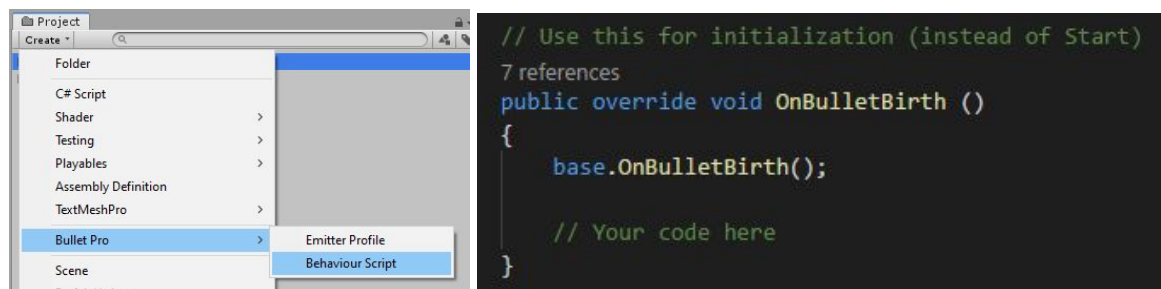 Project
Create
Folder
C# Script
Shader
Testing
Playables
Assembly Definition
TextMeshPro
Bullet Pro
Emitter Profile
Behaviour Script
Scene
// Use this for initialization (instead of Start)
7 references
public override void OnBulletBirth ()
{
base.OnBulletBirth();
// Your code here
}